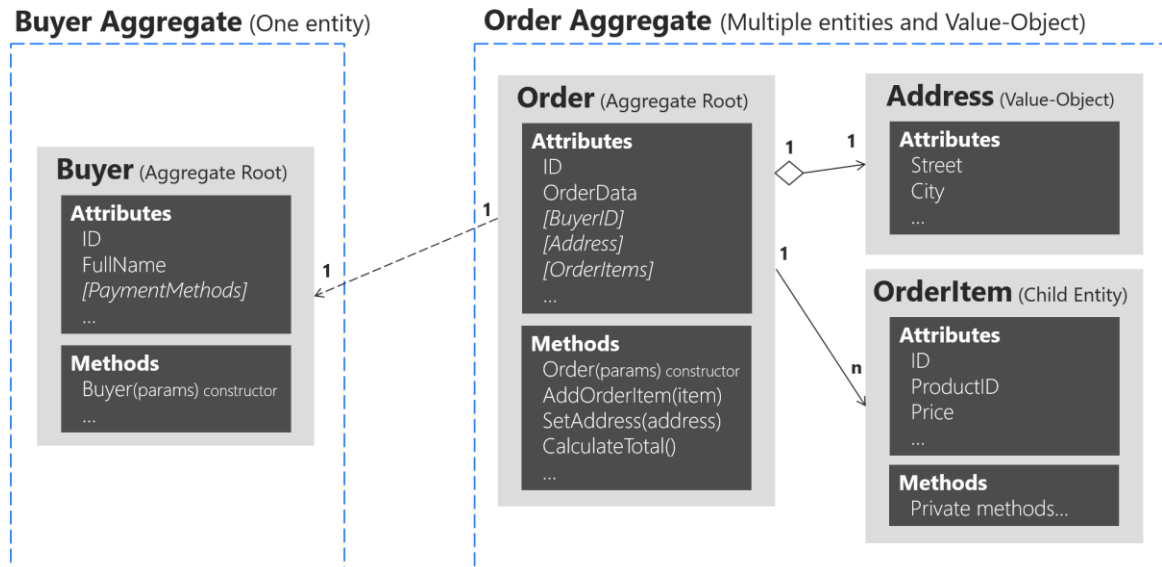 Buyer Aggregate (One entity)
Buyer (Aggregate Root)
Attributes
ID
FullName
[PaymentMethods]
...
Methods
Buyer(params) constructor
...
1
1
Order Aggregate (Multiple entities and Value-Object)
Order (Aggregate Root)
Attributes
ID
OrderData
[BuyerID]
[Address]
[OrderItems]
...
Methods
Order(params) constructor
AddOrderItem(item)
SetAddress(address)
CalculateTotal()
...
1
1
Address (Value-Object)
Attributes
Street
City
...
1
n
OrderItem (Child Entity)
Attributes
ID
ProductID
Price
...
Methods
Private methods...